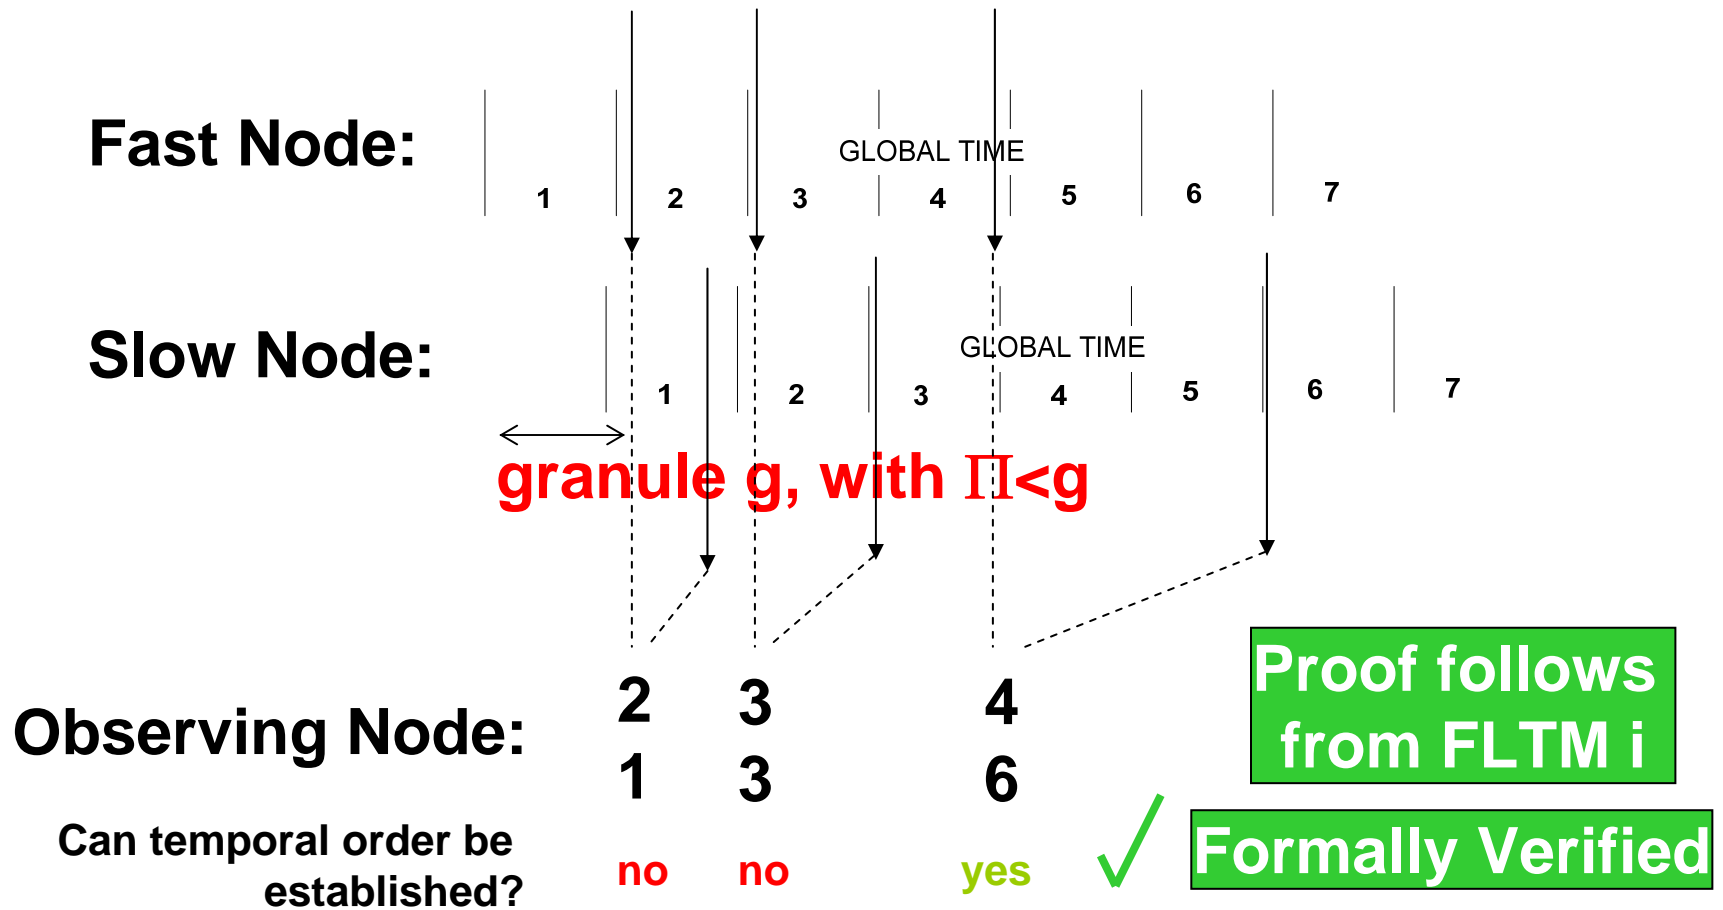 Fast Node:
GLOBAL TIME
1 2 3 4 5 6 7
Slow Node:
GLOBAL TIME
1 2 3 4 5 6 7
granule g, with Π<g
Observing Node:
2 3 4
1 3 6
Can temporal order be
established?
no no yes
Proof follows
from FLTM i
Formally Verified